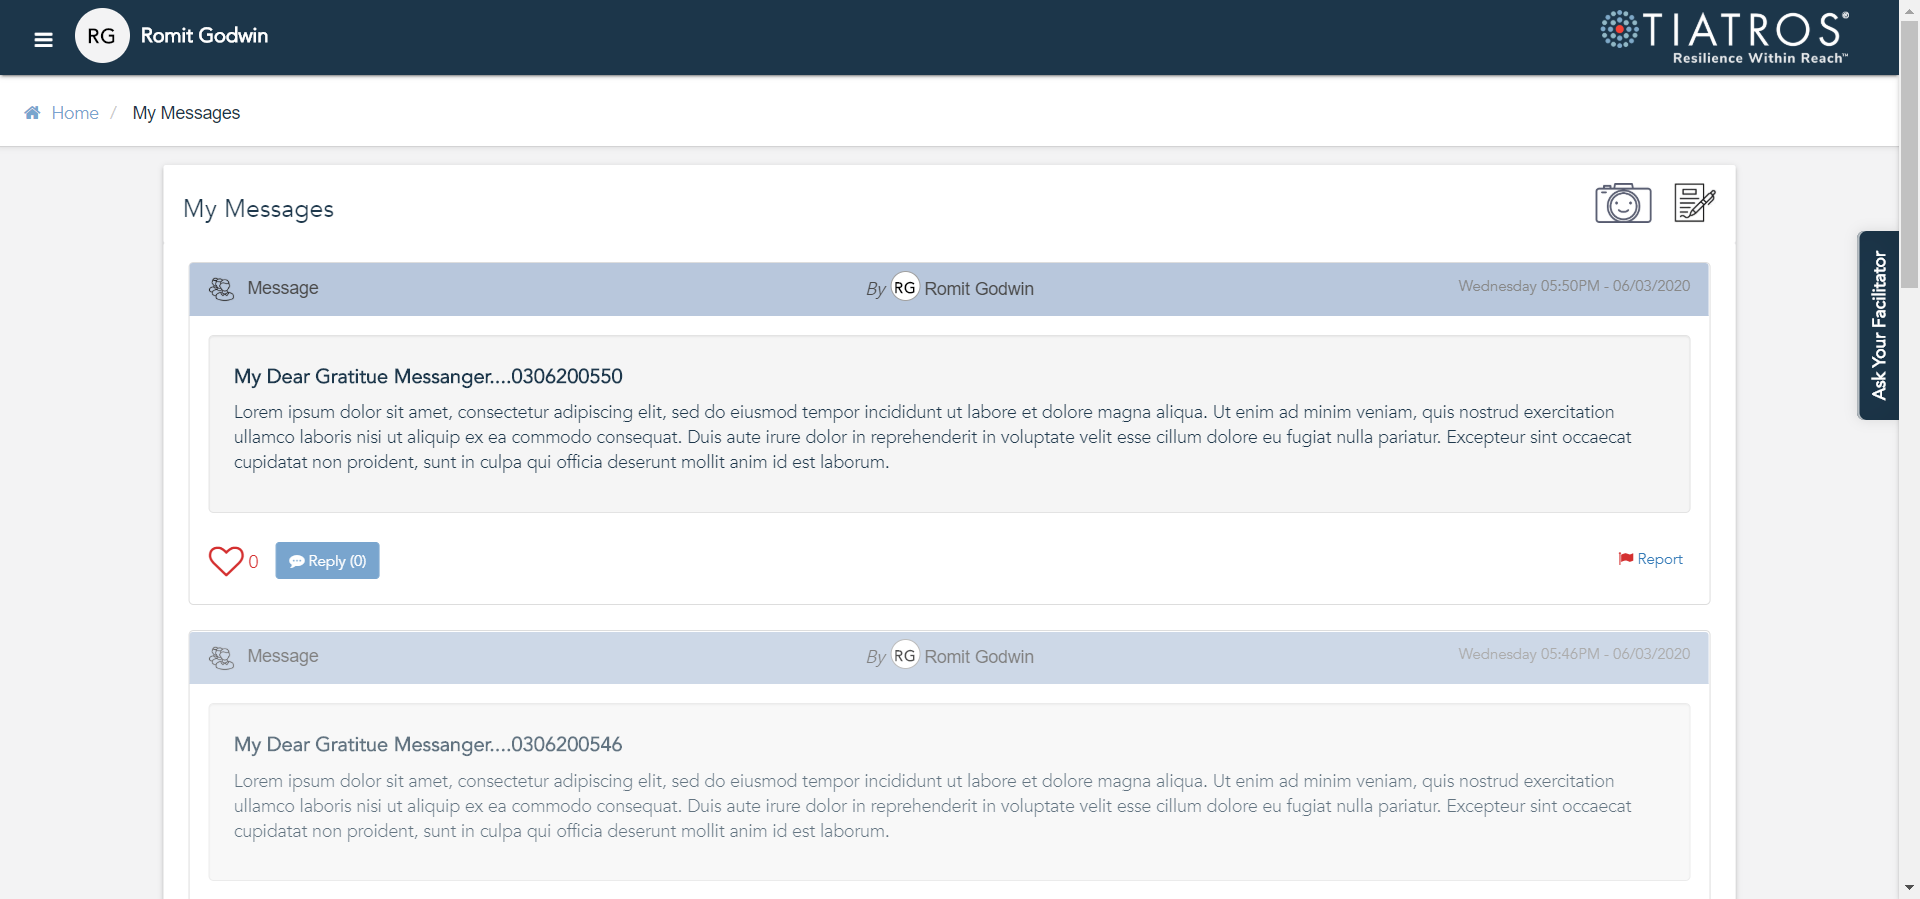 RG Romit Godwin
TIATROS®
Resilience Within Reach™
Home / My Messages
My Messages
Message By RG Romit Godwin Wednesday 05:50PM - 06/03/2020
My Dear Gratitue Messanger....0306200550
Lorem ipsum dolor sit amet, consectetur adipiscing elit, sed do eiusmod tempor incididunt ut labore et dolore magna aliqua. Ut enim ad minim veniam, quis nostrud exercitation
ullamco laboris nisi ut aliquip ex ea commodo consequat. Duis aute irure dolor in reprehenderit in voluptate velit esse cillum dolore eu fugiat nulla pariatur. Excepteur sint occaecat
cupidatat non proident, sunt in culpa qui officia deserunt mollit anim id est laborum.
0 Reply (0) Report
Message By RG Romit Godwin Wednesday 05:46PM - 06/03/2020
My Dear Gratitue Messanger....0306200546
Lorem ipsum dolor sit amet, consectetur adipiscing elit, sed do eiusmod tempor incididunt ut labore et dolore magna aliqua. Ut enim ad minim veniam, quis nostrud exercitation
ullamco laboris nisi ut aliquip ex ea commodo consequat. Duis aute irure dolor in reprehenderit in voluptate velit esse cillum dolore eu fugiat nulla pariatur. Excepteur sint occaecat
cupidatat non proident, sunt in culpa qui officia deserunt mollit anim id est laborum.
Ask Your Facilitator